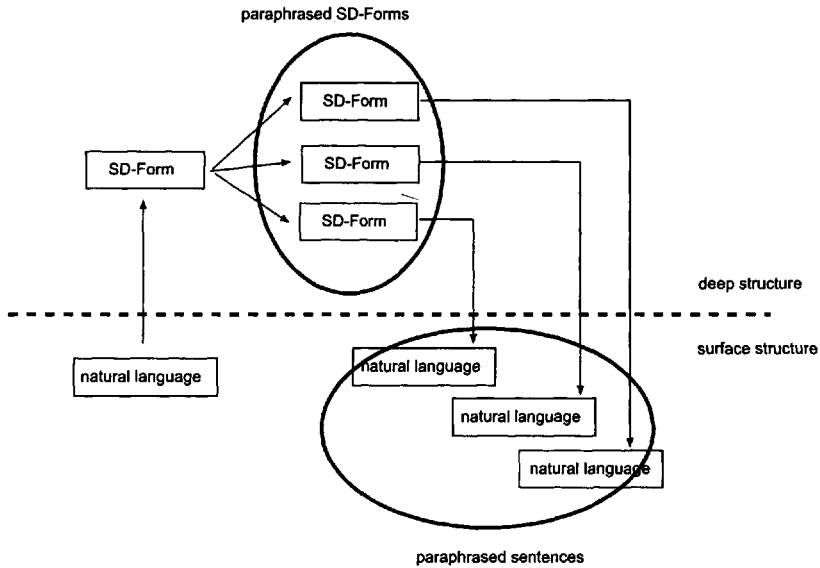 paraphrased SD-Forms
SD-Form
SD-Form
SD-Form
SD-Form
deep structure
surface structure
natural language
natural language
natural language
natural language
paraphrased sentences